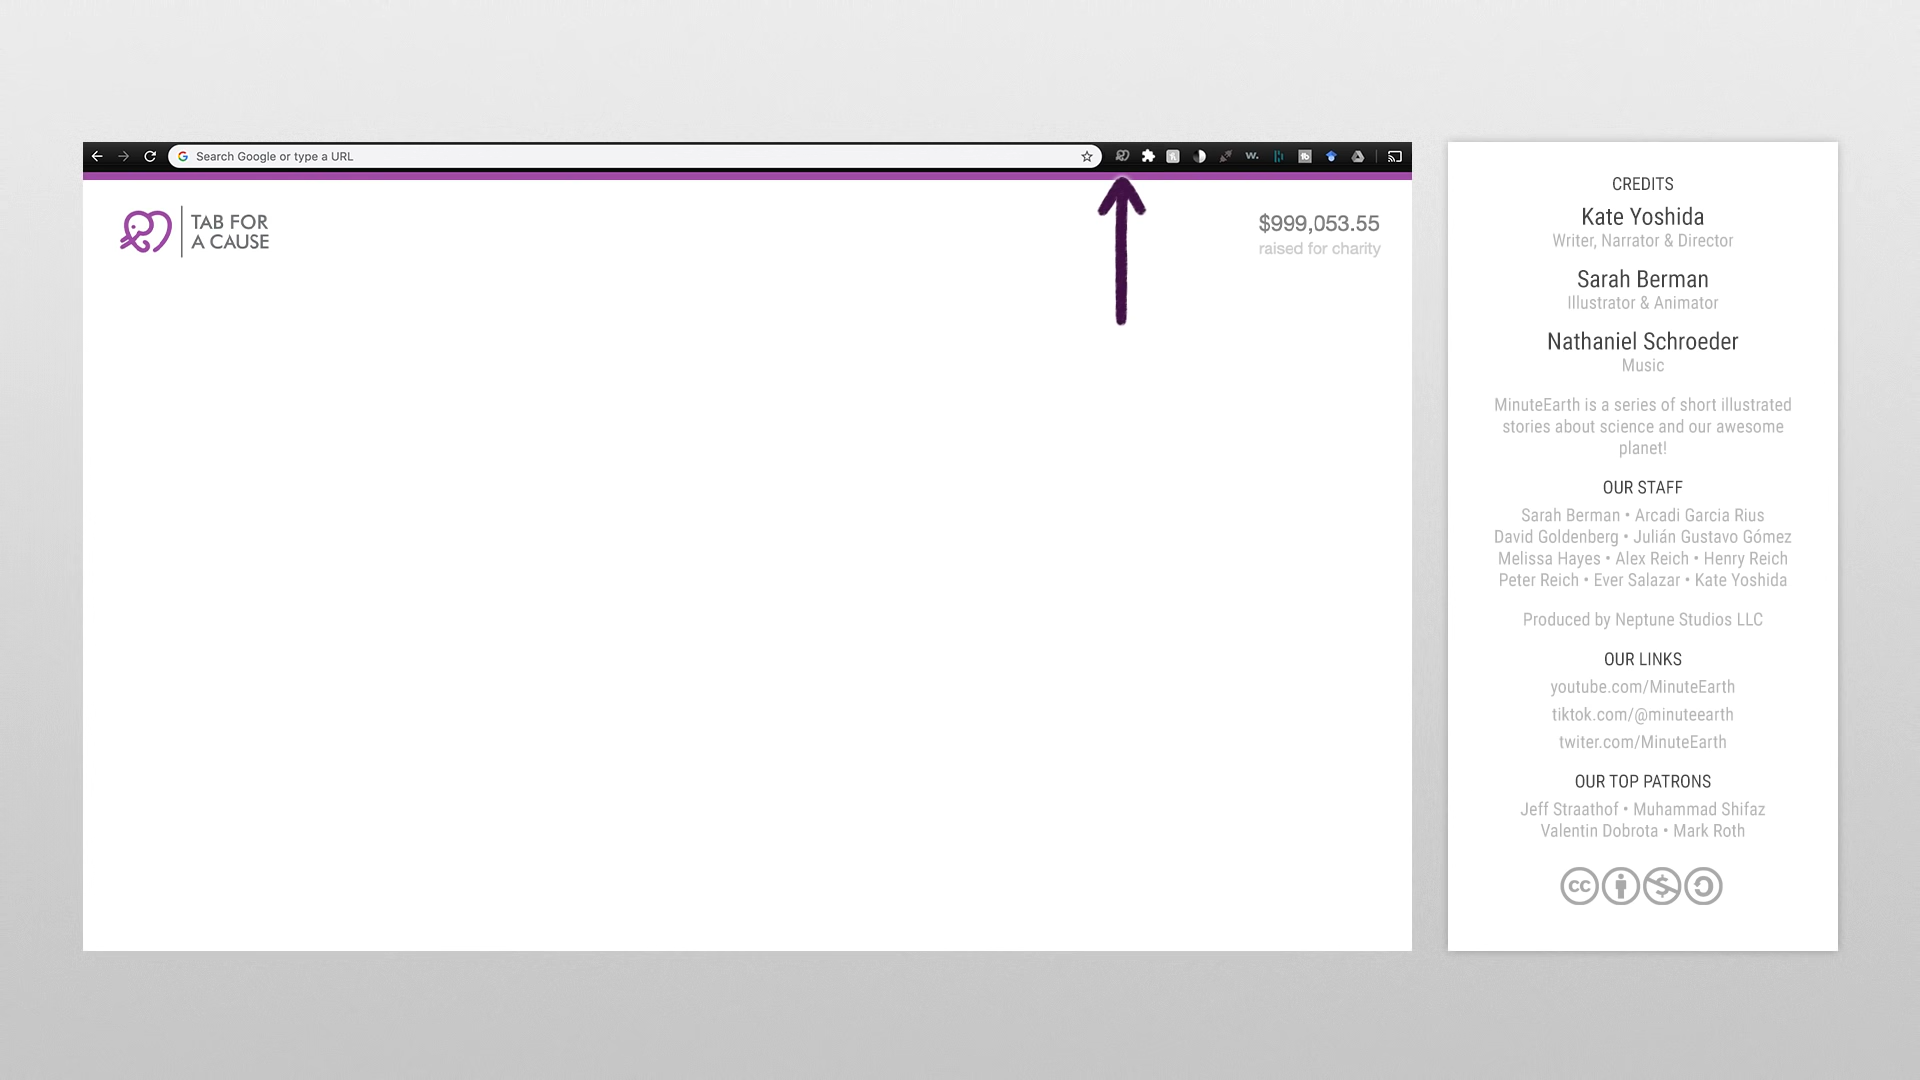 Search Google or type a URL
TAB FOR
A CAUSE
$999,053.55
raised for charity
CREDITS
Kate Yoshida
Writer, Narrator & Director
Sarah Berman
Illustrator & Animator
Nathaniel Schroeder
Music
MinuteEarth is a series of short illustrated
stories about science and our awesome
planet!
OUR STAFF
Sarah Berman • Arcadi Garcia Rius
David Goldenberg • Julián Gustavo Gómez
Melissa Hayes • Alex Reich • Henry Reich
Peter Reich • Ever Salazar • Kate Yoshida
Produced by Neptune Studios LLC
OUR LINKS
youtube.com/MinuteEarth
tiktok.com/@minuteearth
twiter.com/MinuteEarth
OUR TOP PATRONS
Jeff Straathof • Muhammad Shifaz
Valentin Dobrota • Mark Roth
cc